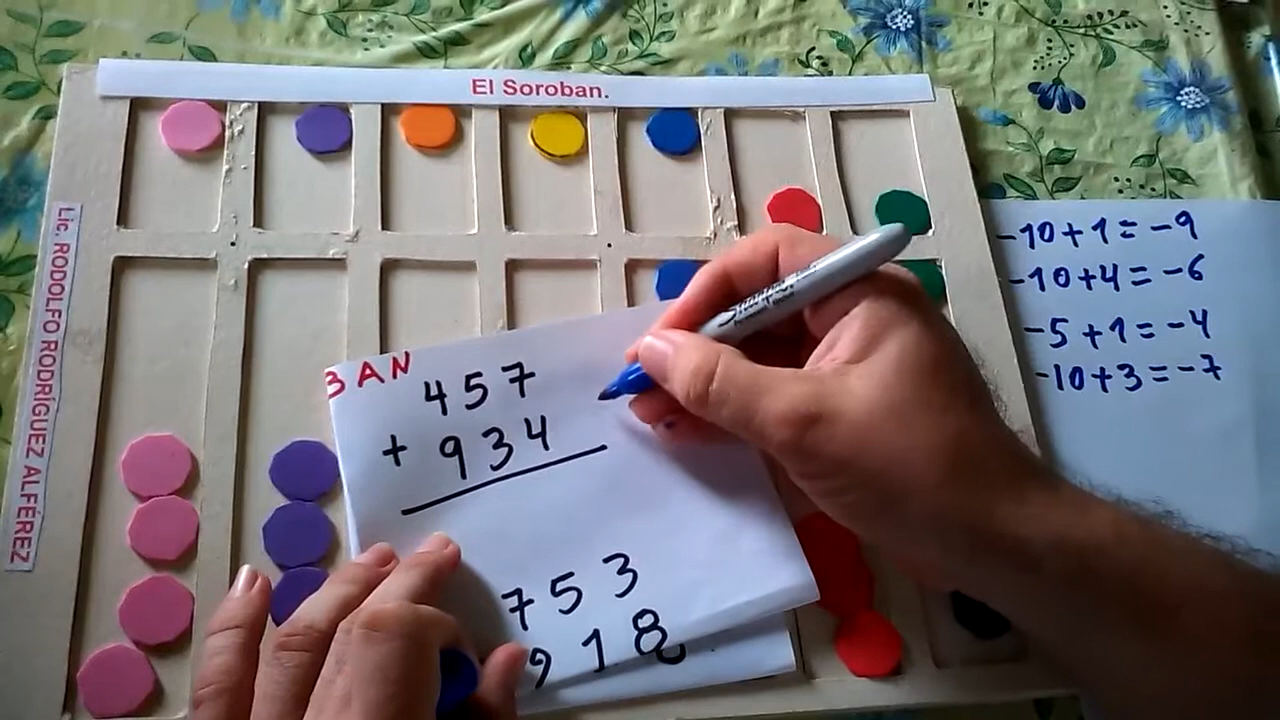 El Soroban.
Lic. RODOLFO RODRÍGUEZ ALFÉREZ
BAN
457
+ 934
753
918
-10+1=-9
-10+4=-6
-5+1=-4
-10+3=-7